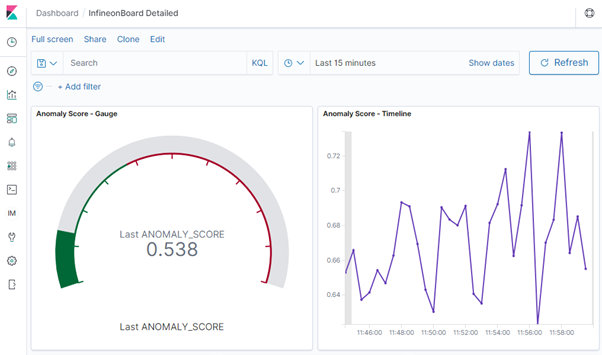 Dashboard / InfineonBoard Detailed
Full screen Share Clone Edit
Search KQL Last 15 minutes Show dates Refresh
+ Add filter
Anomaly Score - Gauge
Last ANOMALY_SCORE
0.538
Last ANOMALY_SCORE
Anomaly Score - Timeline
0.72
0.7
0.68
0.66
0.64
11:46:00 11:48:00 11:50:00 11:52:00 11:54:00 11:56:00 11:58:00
IM